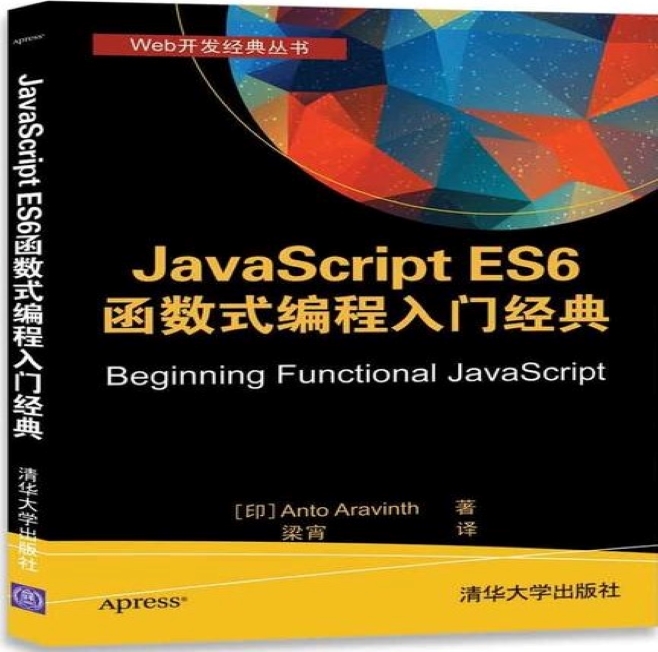 Apress®
JavaScript ES6函数式编程入门经典
清华大学出版社
Web开发经典丛书
JavaScript ES6
函数式编程入门经典
Beginning Functional JavaScript
[印] Anto Aravinth 著
梁宵 译
Apress®
清华大学出版社